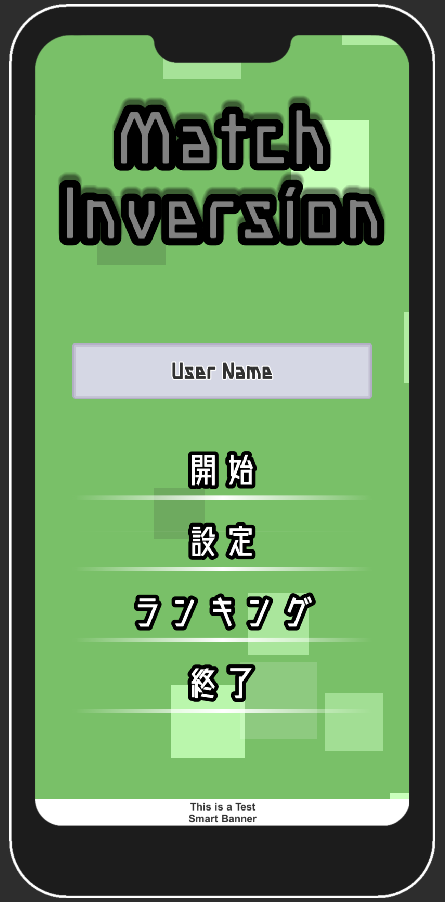 Match
Inversion
User Name
開始
設定
ランキング
終了
This is a Test
Smart Banner